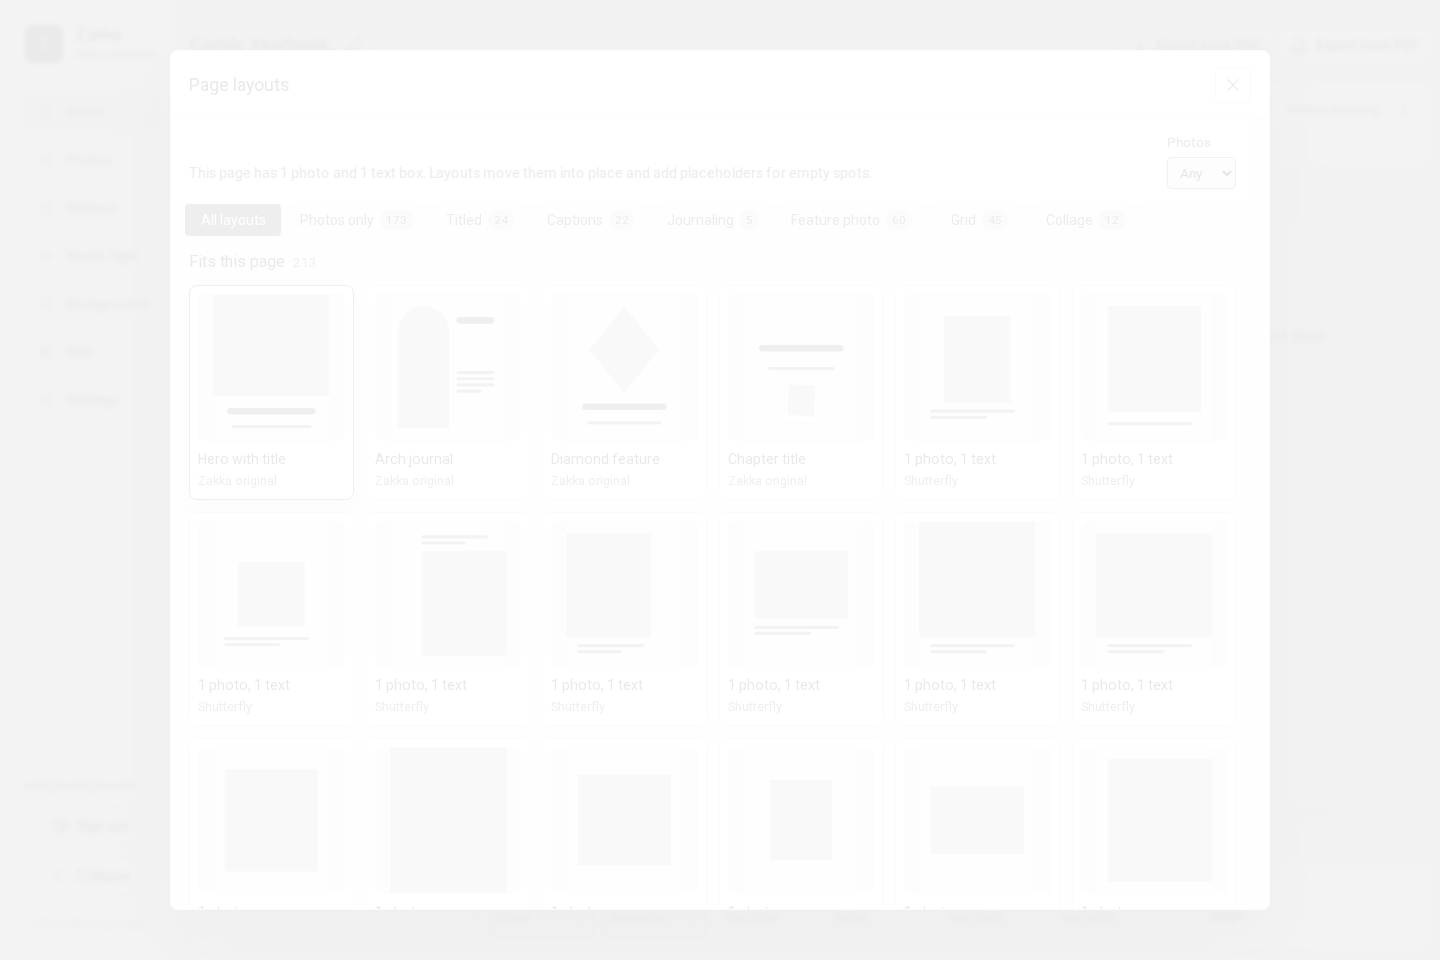 Zakka
Family Yearbook
Page layouts
Photos
This page has 1 photo and 1 text box. Layouts move them into place and add placeholders for empty spots.
Any
All layouts
Photos only 173
Titled 24
Captions 22
Journaling 5
Feature photo 60
Grid 45
Collage 12
Fits this page 213
Hero with title
Zakka original
Arch journal
Zakka original
Diamond feature
Zakka original
Chapter title
Zakka original
1 photo, 1 text
Shutterfly
1 photo, 1 text
Shutterfly
1 photo, 1 text
Shutterfly
1 photo, 1 text
Shutterfly
1 photo, 1 text
Shutterfly
1 photo, 1 text
Shutterfly
1 photo, 1 text
Shutterfly
1 photo, 1 text
Shutterfly